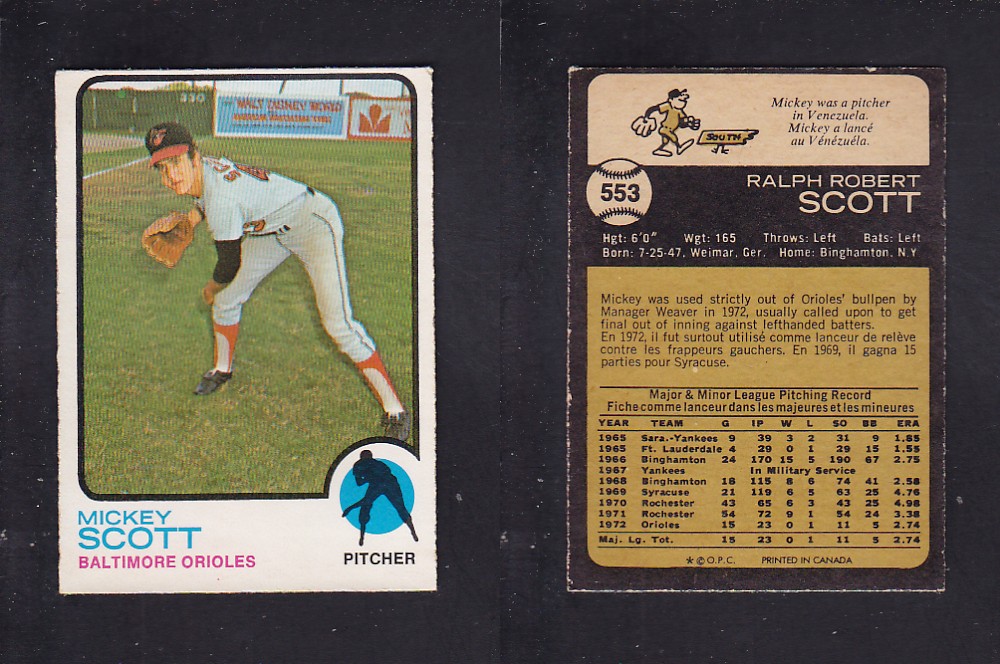 330
WALT DISNEY WORLD
MICKEY
SCOTT
BALTIMORE ORIOLES
PITCHER
SOUTH
Mickey was a pitcher
in Venezuela.
Mickey a lancé
au Vénézuéla.
553
RALPH ROBERT
SCOTT
Hgt: 6'0" Wgt: 165 Throws: Left Bats: Left
Born: 7-25-47, Weimar, Ger. Home: Binghamton, N.Y
Mickey was used strictly out of Orioles' bullpen by
Manager Weaver in 1972, usually called upon to get
final out of inning against lefthanded batters.
En 1972, il fut surtout utilisé comme lanceur de relève
contre les frappeurs gauchers. En 1969, il gagna 15
parties pour Syracuse.
Major & Minor League Pitching Record
Fiche comme lanceur dans les majeures et les mineures
YEAR TEAM G IP W L SO BB ERA
1965 Sara.-Yankees 9 39 3 2 31 9 1.85
1965 Ft. Lauderdale 4 29 0 1 29 15 1.55
1966 Binghamton 24 170 15 5 190 67 2.75
1967 Yankees In Military Service
1968 Binghamton 18 115 8 6 74 41 2.58
1969 Syracuse 21 119 6 5 63 25 4.76
1970 Rochester 43 65 6 3 43 25 4.98
1971 Rochester 54 72 9 1 54 24 3.38
1972 Orioles 15 23 0 1 11 5 2.74
Maj. Lg. Tot. 15 23 0 1 11 5 2.74
* © O.P.C. PRINTED IN CANADA